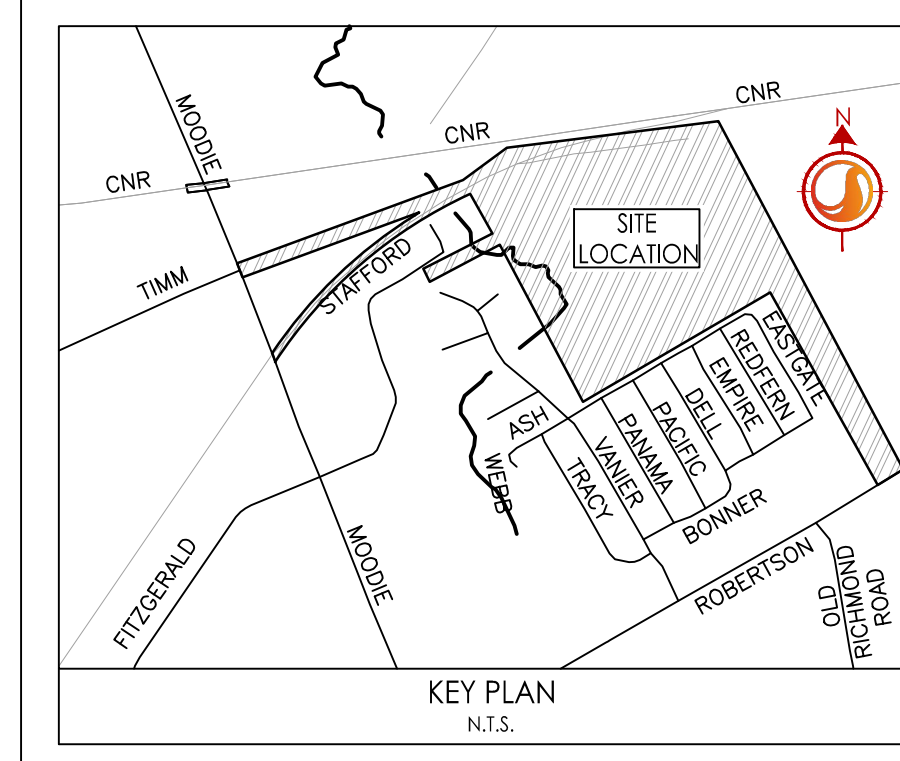 CNR
MOODIE
N
CNR
CNR
SITE
LOCATION
TIMM
STAFFORD
EASTGATE
REDFERN
EMPIRE
DELL
PACIFIC
PANAMA
VANIER
TRACY
ASH
WEBB
BONNER
MOODIE
FITZGERALD
ROBERTSON
OLD
RICHMOND
ROAD
KEY PLAN
N.T.S.